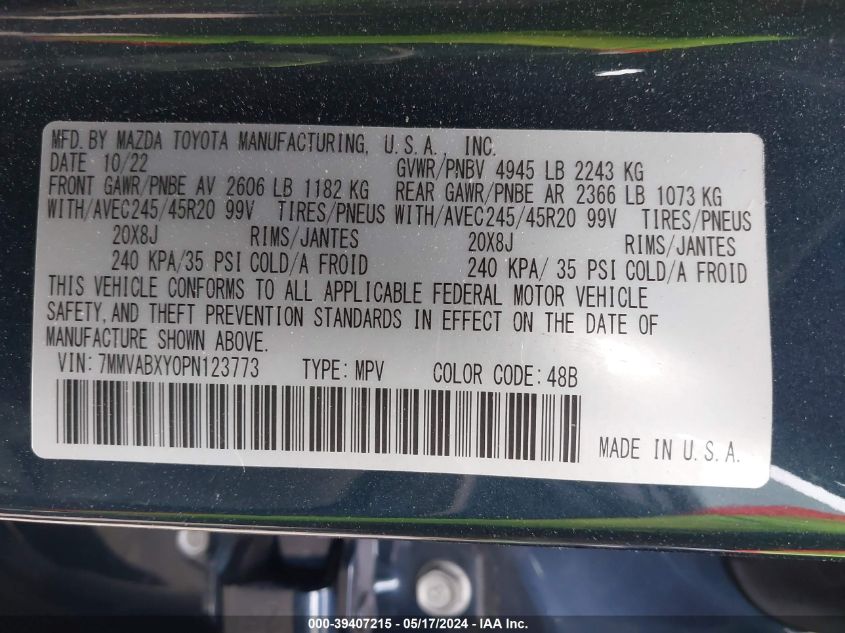 MFD. BY MAZDA TOYOTA MANUFACTURING, U.S.A., INC.
DATE 10/22 GVWR/PNBV 4945 LB 2243 KG
FRONT GAWR/PNBE AV 2606 LB 1182 KG REAR GAWR/PNBE AR 2366 LB 1073 KG
WITH/AVEC245/45R20 99V TIRES/PNEUS WITH/AVEC245/45R20 99V TIRES/PNEUS
20X8J RIMS/JANTES 20X8J RIMS/JANTES
240 KPA/35 PSI COLD/A FROID 240 KPA/ 35 PSI COLD/A FROID
THIS VEHICLE CONFORMS TO ALL APPLICABLE FEDERAL MOTOR VEHICLE
SAFETY, AND THEFT PREVENTION STANDARDS IN EFFECT ON THE DATE OF
MANUFACTURE SHOWN ABOVE.
VIN: 7MMVABXY0PN123773 TYPE: MPV COLOR CODE: 48B
MADE IN U.S.A.
000-39407215 - 05/17/2024 - IAA Inc.